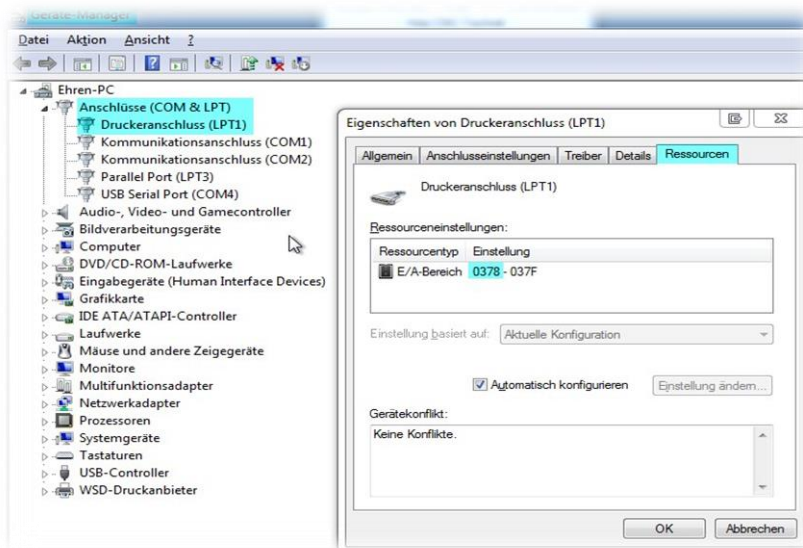 Geräte-Manager
Datei Aktion Ansicht ?
Ehren-PC
Anschlüsse (COM & LPT)
Druckeranschluss (LPT1)
Kommunikationsanschluss (COM1)
Kommunikationsanschluss (COM2)
Parallel Port (LPT3)
USB Serial Port (COM4)
Audio-, Video- und Gamecontroller
Bildverarbeitungsgeräte
Computer
DVD/CD-ROM-Laufwerke
Eingabegeräte (Human Interface Devices)
Grafikkarte
IDE ATA/ATAPI-Controller
Laufwerke
Mäuse und andere Zeigegeräte
Monitore
Multifunktionsadapter
Netzwerkadapter
Prozessoren
Systemgeräte
Tastaturen
USB-Controller
WSD-Druckanbieter
Eigenschaften von Druckeranschluss (LPT1)
Allgemein Anschlusseinstellungen Treiber Details Ressourcen
Druckeranschluss (LPT1)
Ressourceneinstellungen:
Ressourcentyp Einstellung
E/A-Bereich 0378 - 037F
Einstellung basiert auf: Aktuelle Konfiguration
Automatisch konfigurieren Einstellung ändern...
Gerätekonflikt:
Keine Konflikte.
OK Abbrechen